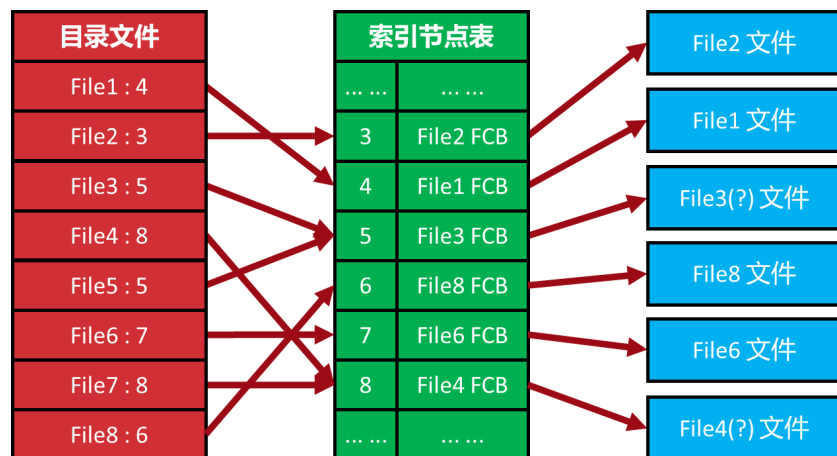 目录文件
File1 : 4
File2 : 3
File3 : 5
File4 : 8
File5 : 5
File6 : 7
File7 : 8
File8 : 6
索引节点表
... ... ... ...
3 File2 FCB
4 File1 FCB
5 File3 FCB
6 File8 FCB
7 File6 FCB
8 File4 FCB
... ... ... ...
File2 文件
File1 文件
File3(?) 文件
File8 文件
File6 文件
File4(?) 文件